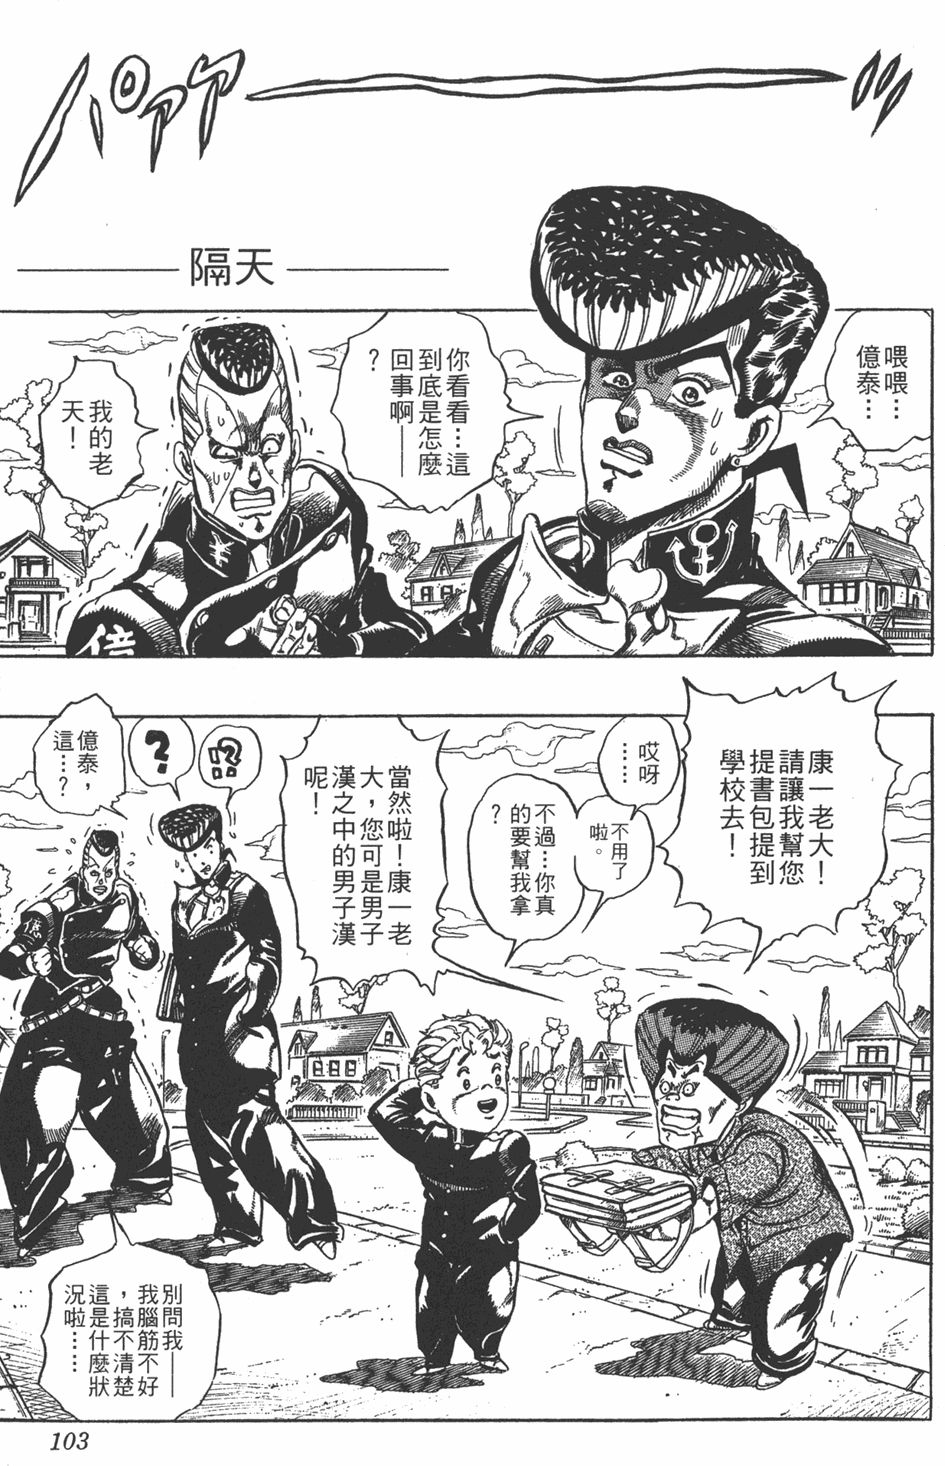 パアァ――ッ
隔天
喂喂…
億泰…
你看看…這
到底是怎麼
回事啊——
?
我的老
天!
康一老大!
請讓我幫您
提書包提到
學校去!
哎呀
……
不用了
啦。
不過…你真
的要幫我拿
?
當然啦!康一老
大,您可是男子
漢之中的男子漢
呢!
!?
?
億泰,
這…?
別問我——
我腦筋不好
,搞不清楚
這是什麼狀
況啦……
億
億
103